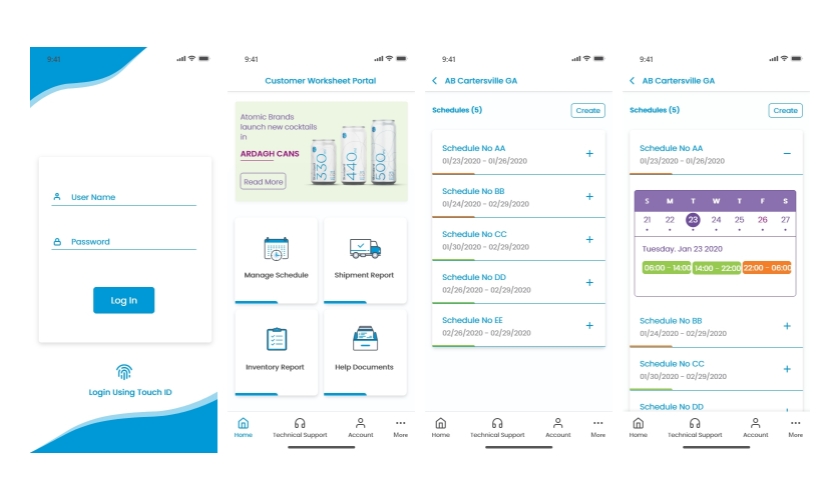 9:41
User Name
Password
Log In
Login Using Touch ID
9:41
Customer Worksheet Portal
Atomic Brands
launch new cocktails
in
ARDAGH CANS
Read More
330
440
500
Manage Schedule
Shipment Report
Inventory Report
Help Documents
Home
Technical Support
Account
More
9:41
AB Cartersville GA
Schedules (5)
Create
Schedule No AA
01/23/2020 - 01/26/2020
Schedule No BB
01/24/2020 - 02/29/2020
Schedule No CC
01/30/2020 - 02/29/2020
Schedule No DD
02/26/2020 - 02/29/2020
Schedule No EE
02/26/2020 - 02/29/2020
Home
Technical Support
Account
More
9:41
AB Cartersville GA
Schedules (5)
Create
Schedule No AA
01/23/2020 - 01/26/2020
S M T W T F S
21 22 23 24 25 26 27
Tuesday. Jan 23 2020
06:00 - 14:00 14:00 - 22:00 22:00 - 06:00
Schedule No BB
01/24/2020 - 02/29/2020
Schedule No CC
01/30/2020 - 02/29/2020
Schedule No DD
Home
Technical Support
Account
More